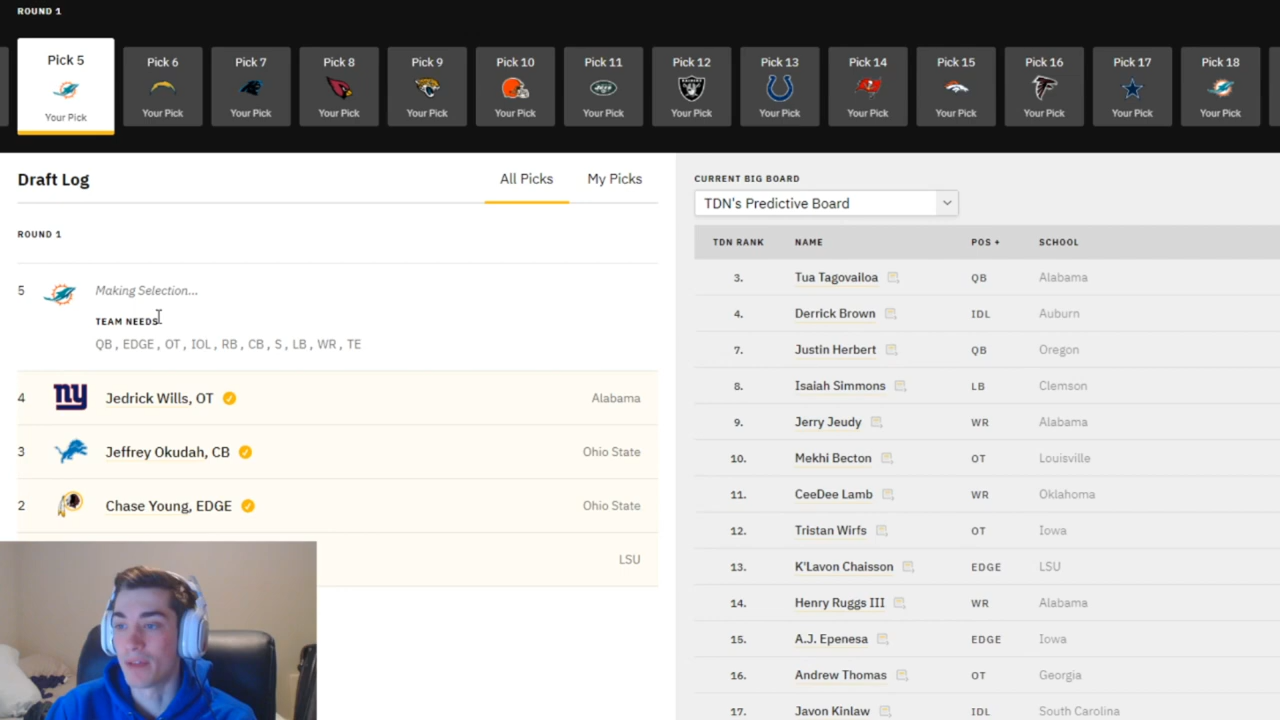 ROUND 1
Pick 5 Pick 6 Pick 7 Pick 8 Pick 9 Pick 10 Pick 11 Pick 12 Pick 13 Pick 14 Pick 15 Pick 16 Pick 17 Pick 18
Your Pick Your Pick Your Pick Your Pick Your Pick Your Pick Your Pick Your Pick Your Pick Your Pick Your Pick Your Pick Your Pick Your Pick
Draft Log All Picks My Picks
ROUND 1
5 Making Selection...
TEAM NEEDS
QB , EDGE , OT , IOL , RB , CB , S , LB , WR , TE
4 NY Jedrick Wills, OT Alabama
3 Jeffrey Okudah, CB Ohio State
2 Chase Young, EDGE Ohio State
LSU
CURRENT BIG BOARD
TDN's Predictive Board
TDN RANK NAME POS + SCHOOL
3. Tua Tagovailoa QB Alabama
4. Derrick Brown IDL Auburn
7. Justin Herbert QB Oregon
8. Isaiah Simmons LB Clemson
9. Jerry Jeudy WR Alabama
10. Mekhi Becton OT Louisville
11. CeeDee Lamb WR Oklahoma
12. Tristan Wirfs OT Iowa
13. K'Lavon Chaisson EDGE LSU
14. Henry Ruggs III WR Alabama
15. A.J. Epenesa EDGE Iowa
16. Andrew Thomas OT Georgia
17. Javon Kinlaw IDL South Carolina